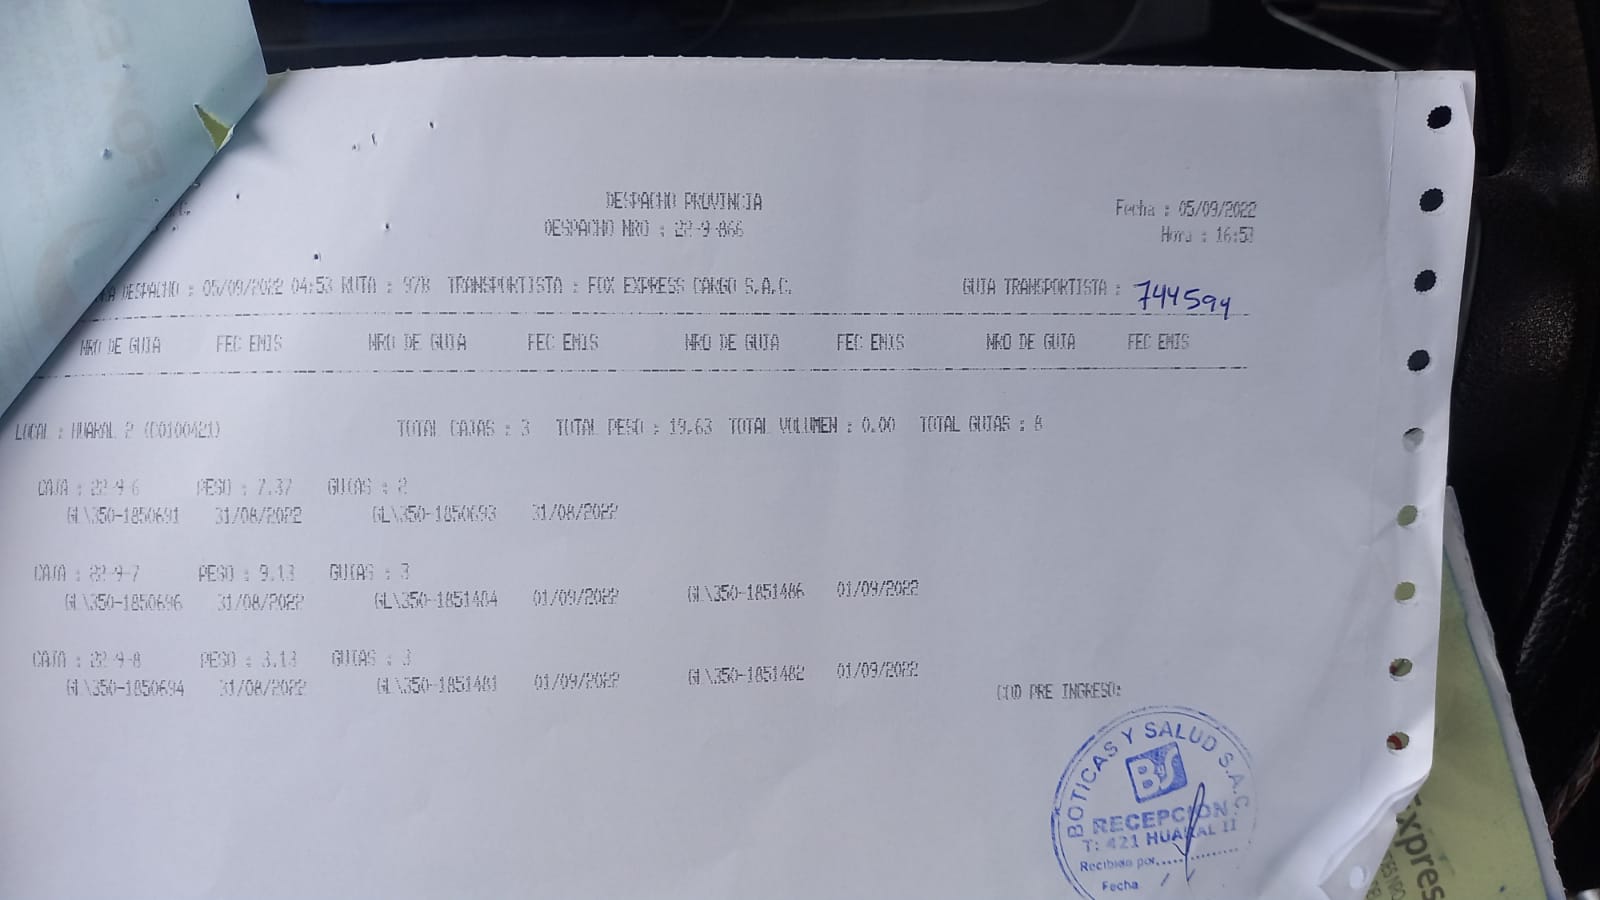 DESPACHO PROVINCIA
DESPACHO NRO : 22-9-866
Fecha : 05/09/2022
Hora : 16:53
DESPACHO : 05/09/2022 04:53 RUTA : 978 TRANSPORTISTA : FOX EXPRESS CARGO S.A.C. GUIA TRANSPORTISTA : 744594
NRO DE GUIA FEC EMIS NRO DE GUIA FEC EMIS NRO DE GUIA FEC EMIS NRO DE GUIA FEC EMIS
LOCAL : HUARAL 2 (C0100421) TOTAL CAJAS : 3 TOTAL PESO : 19.63 TOTAL VOLUMEN : 0.00 TOTAL GUIAS : 8
CAJA : 22-9-6 PESO : 7.37 GUIAS : 2
GL\350-1850691 31/08/2022 GL\350-1850693 31/08/2022
CAJA : 22-9-7 PESO : 9.13 GUIAS : 3
GL\350-1850696 31/08/2022 GL\350-1851484 01/09/2022 GL\350-1851486 01/09/2022
CAJA : 22-9-8 PESO : 3.13 GUIAS : 3
GL\350-1850694 31/08/2022 GL\350-1851481 01/09/2022 GL\350-1851482 01/09/2022
COD PRE INGRESO:
BOTICAS Y SALUD S.A.C
BS
RECEPCION
T: 421 HUARAL II
Recibido por
Fecha
Expres